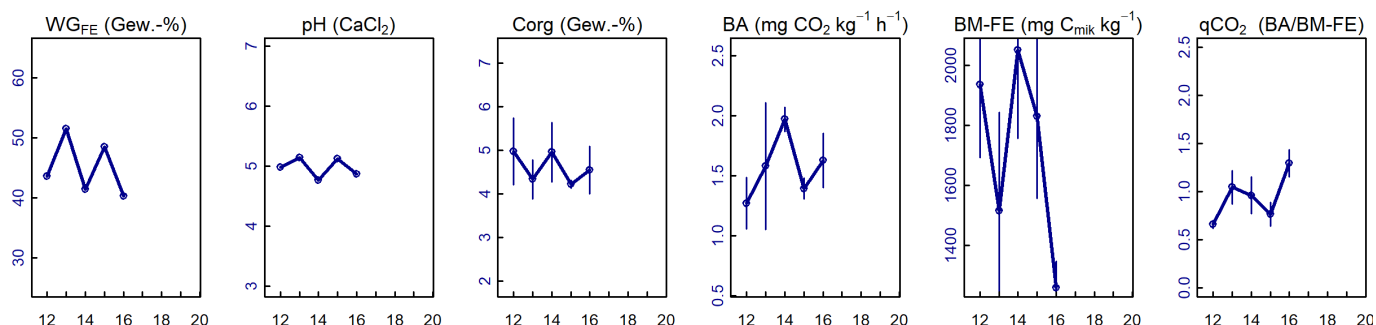 WG_FE (Gew.-%)
60
50
40
30
12 14 16 18 20
pH (CaCl₂)
7
6
5
4
3
12 14 16 18 20
Corg (Gew.-%)
7
6
5
4
3
2
12 14 16 18 20
BA (mg CO₂ kg⁻¹ h⁻¹)
2.5
2.0
1.5
1.0
0.5
12 14 16 18 20
BM-FE (mg C_mik kg⁻¹)
2000
1800
1600
1400
12 14 16 18 20
qCO₂ (BA/BM-FE)
2.5
2.0
1.5
1.0
0.5
0.0
12 14 16 18 20